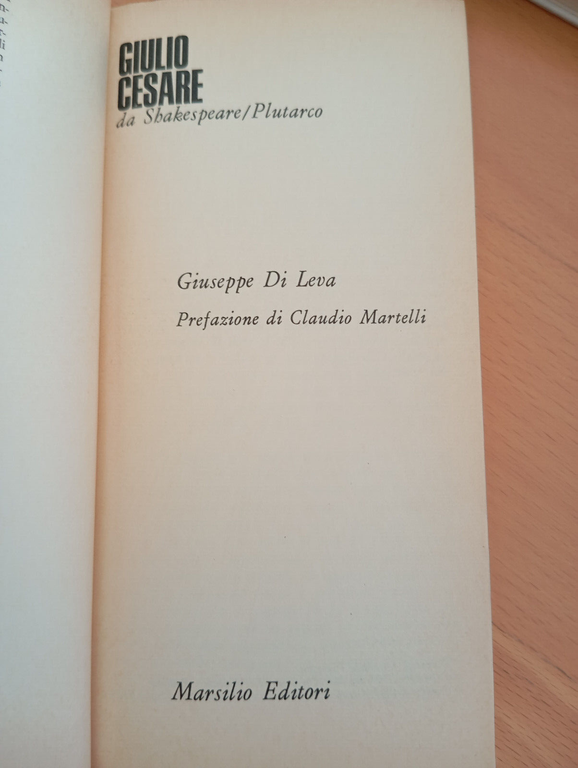 GIULIO
CESARE
da Shakespeare/Plutarco
Giuseppe Di Leva
Prefazione di Claudio Martelli
Marsilio Editori